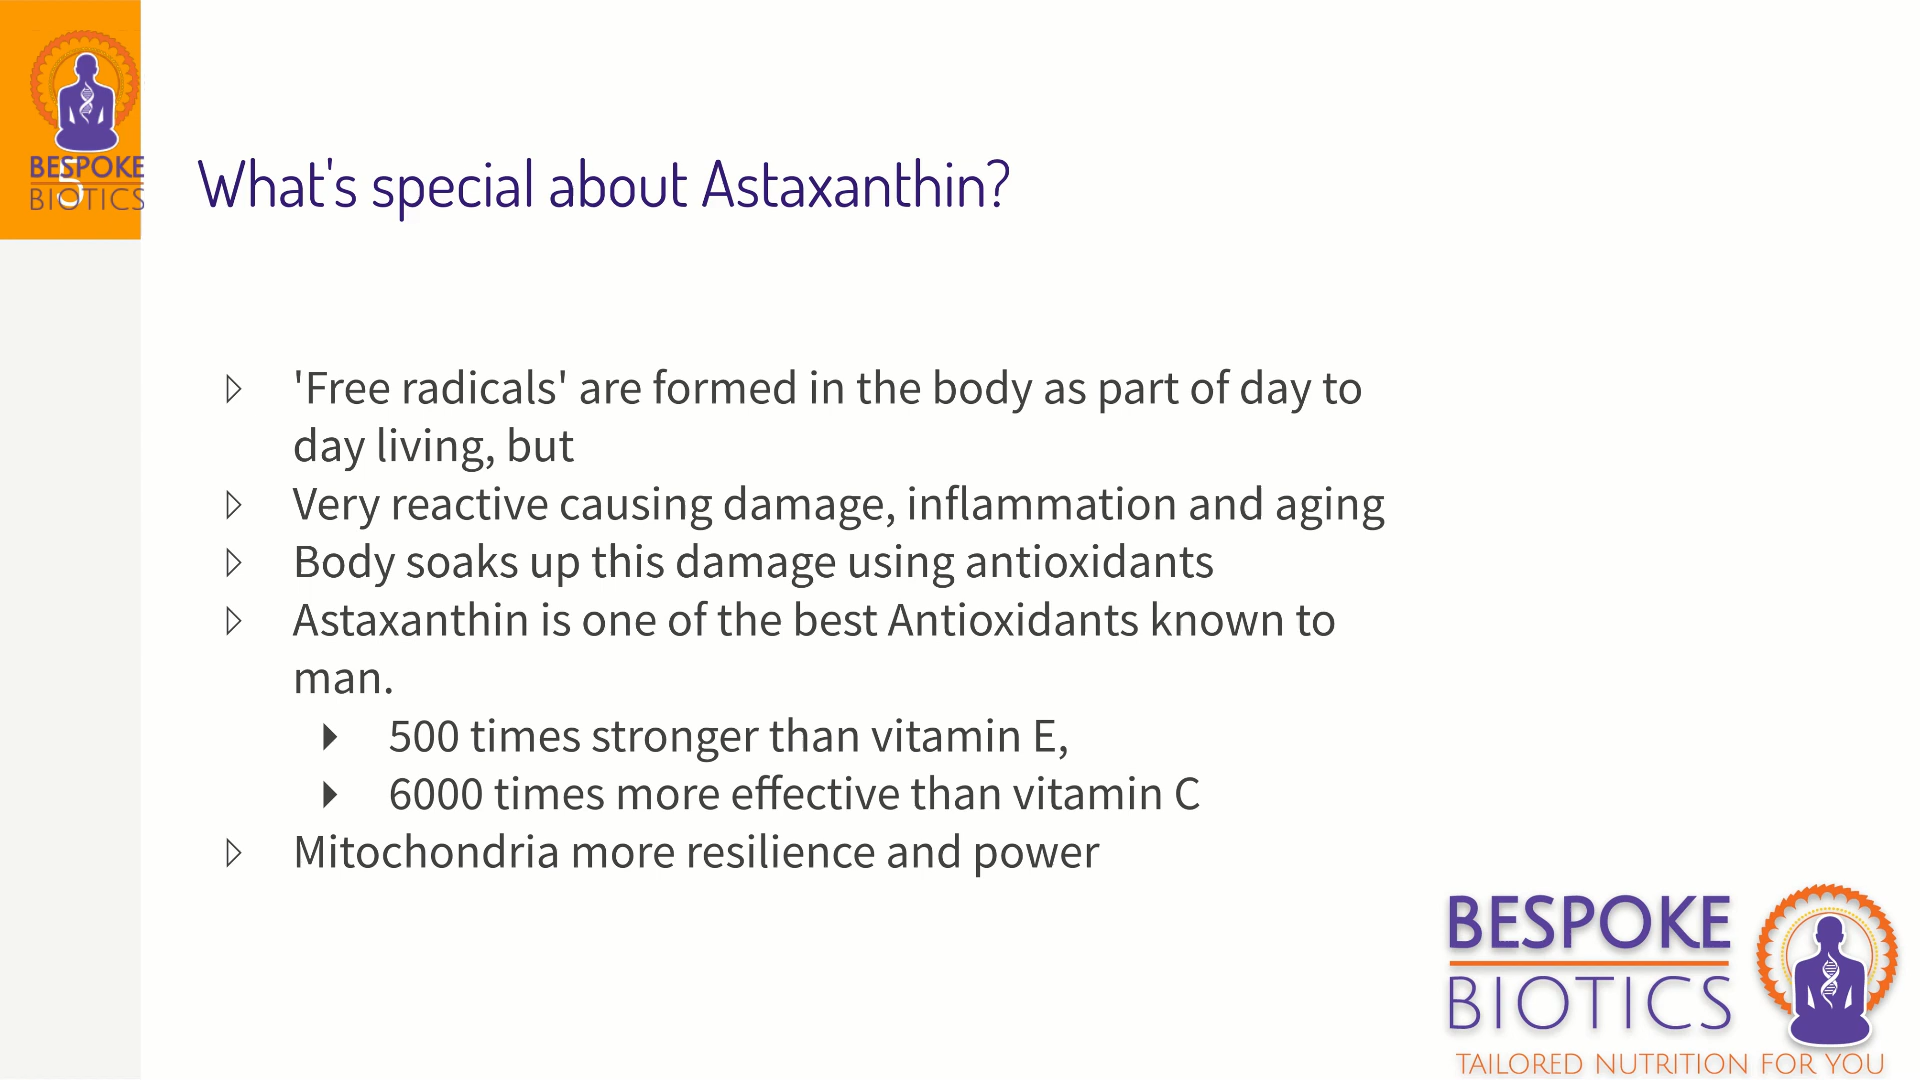 BESPOKE
BIOTICS
5
What's special about Astaxanthin?
'Free radicals' are formed in the body as part of day to
day living, but
Very reactive causing damage, inflammation and aging
Body soaks up this damage using antioxidants
Astaxanthin is one of the best Antioxidants known to
man.
500 times stronger than vitamin E,
6000 times more effective than vitamin C
Mitochondria more resilience and power
BESPOKE
BIOTICS
TAILORED NUTRITION FOR YOU